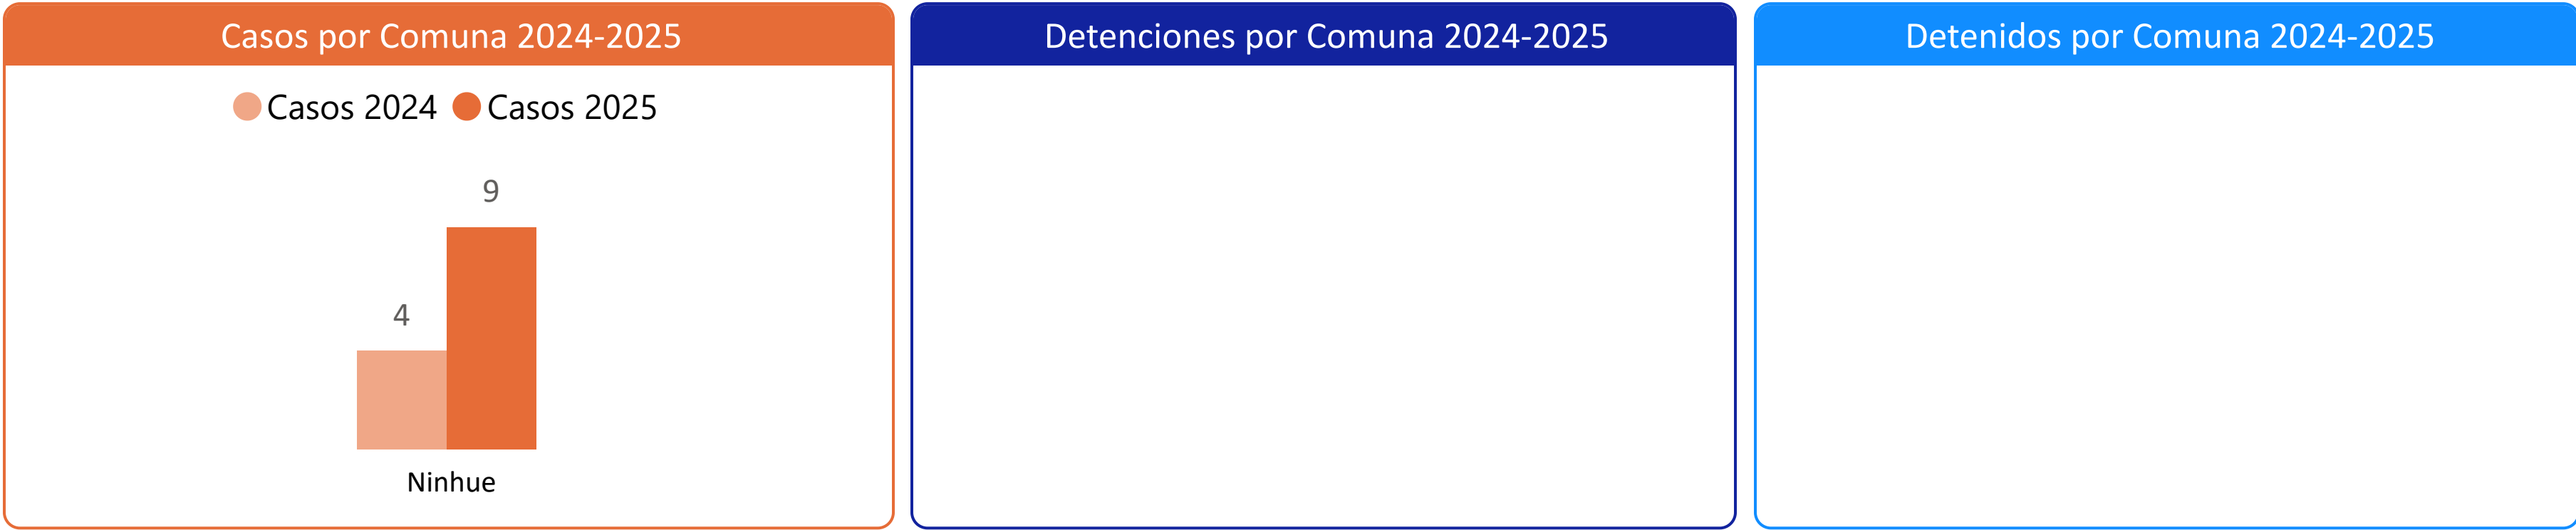 Casos por Comuna 2024-2025
Casos 2024 Casos 2025
9
4
Ninhue
Detenciones por Comuna 2024-2025
Detenidos por Comuna 2024-2025